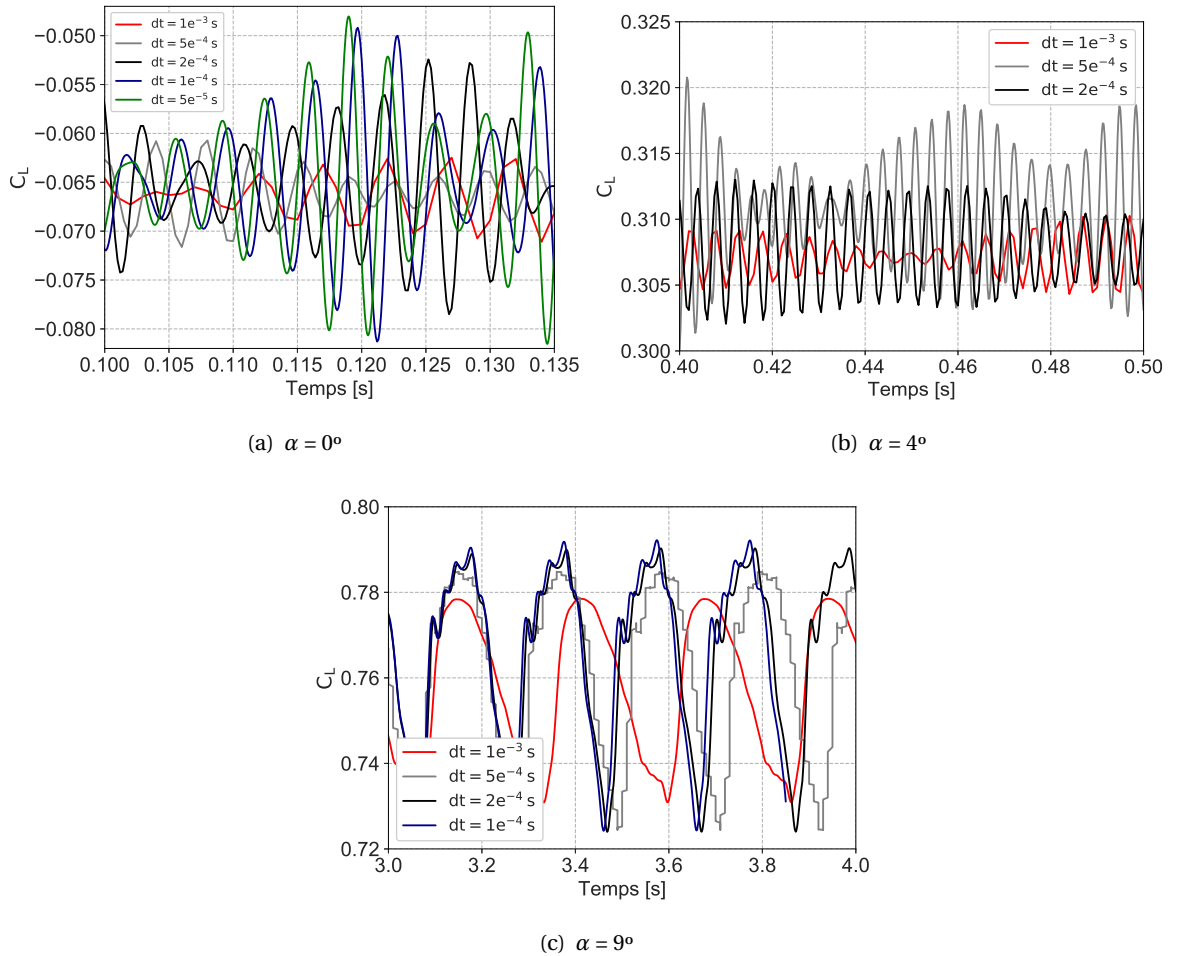 −0.050
−0.055
−0.060
−0.065
−0.070
−0.075
−0.080
C_L
dt = 1e⁻³ s
dt = 5e⁻⁴ s
dt = 2e⁻⁴ s
dt = 1e⁻⁴ s
dt = 5e⁻⁵ s
0.100 0.105 0.110 0.115 0.120 0.125 0.130 0.135
Temps [s]
(a) α = 0º
0.325
0.320
0.315
0.310
0.305
0.300
C_L
dt = 1e⁻³ s
dt = 5e⁻⁴ s
dt = 2e⁻⁴ s
0.40 0.42 0.44 0.46 0.48 0.50
Temps [s]
(b) α = 4º
0.80
0.78
0.76
0.74
0.72
C_L
dt = 1e⁻³ s
dt = 5e⁻⁴ s
dt = 2e⁻⁴ s
dt = 1e⁻⁴ s
3.0 3.2 3.4 3.6 3.8 4.0
Temps [s]
(c) α = 9º